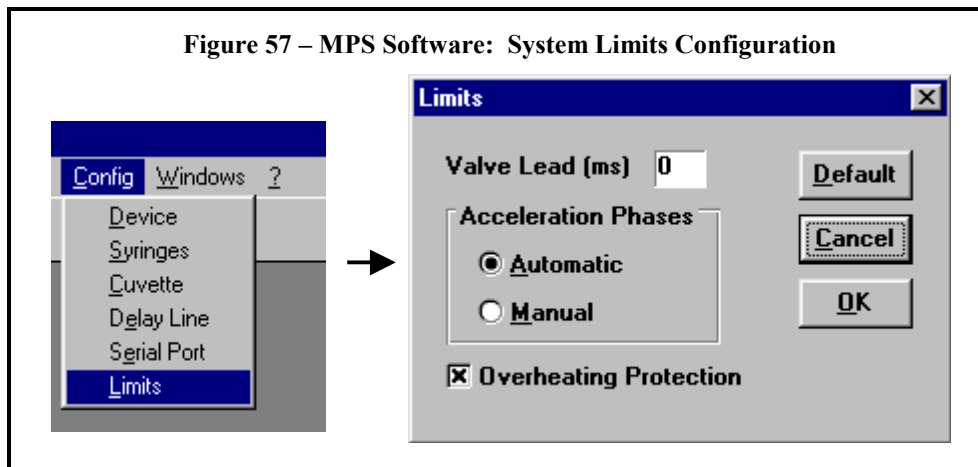 Figure 57 – MPS Software: System Limits Configuration
Config Windows ?
Device
Syringes
Cuvette
Delay Line
Serial Port
Limits
Limits
Valve Lead (ms) 0
Acceleration Phases
Automatic
Manual
Overheating Protection
Default
Cancel
OK